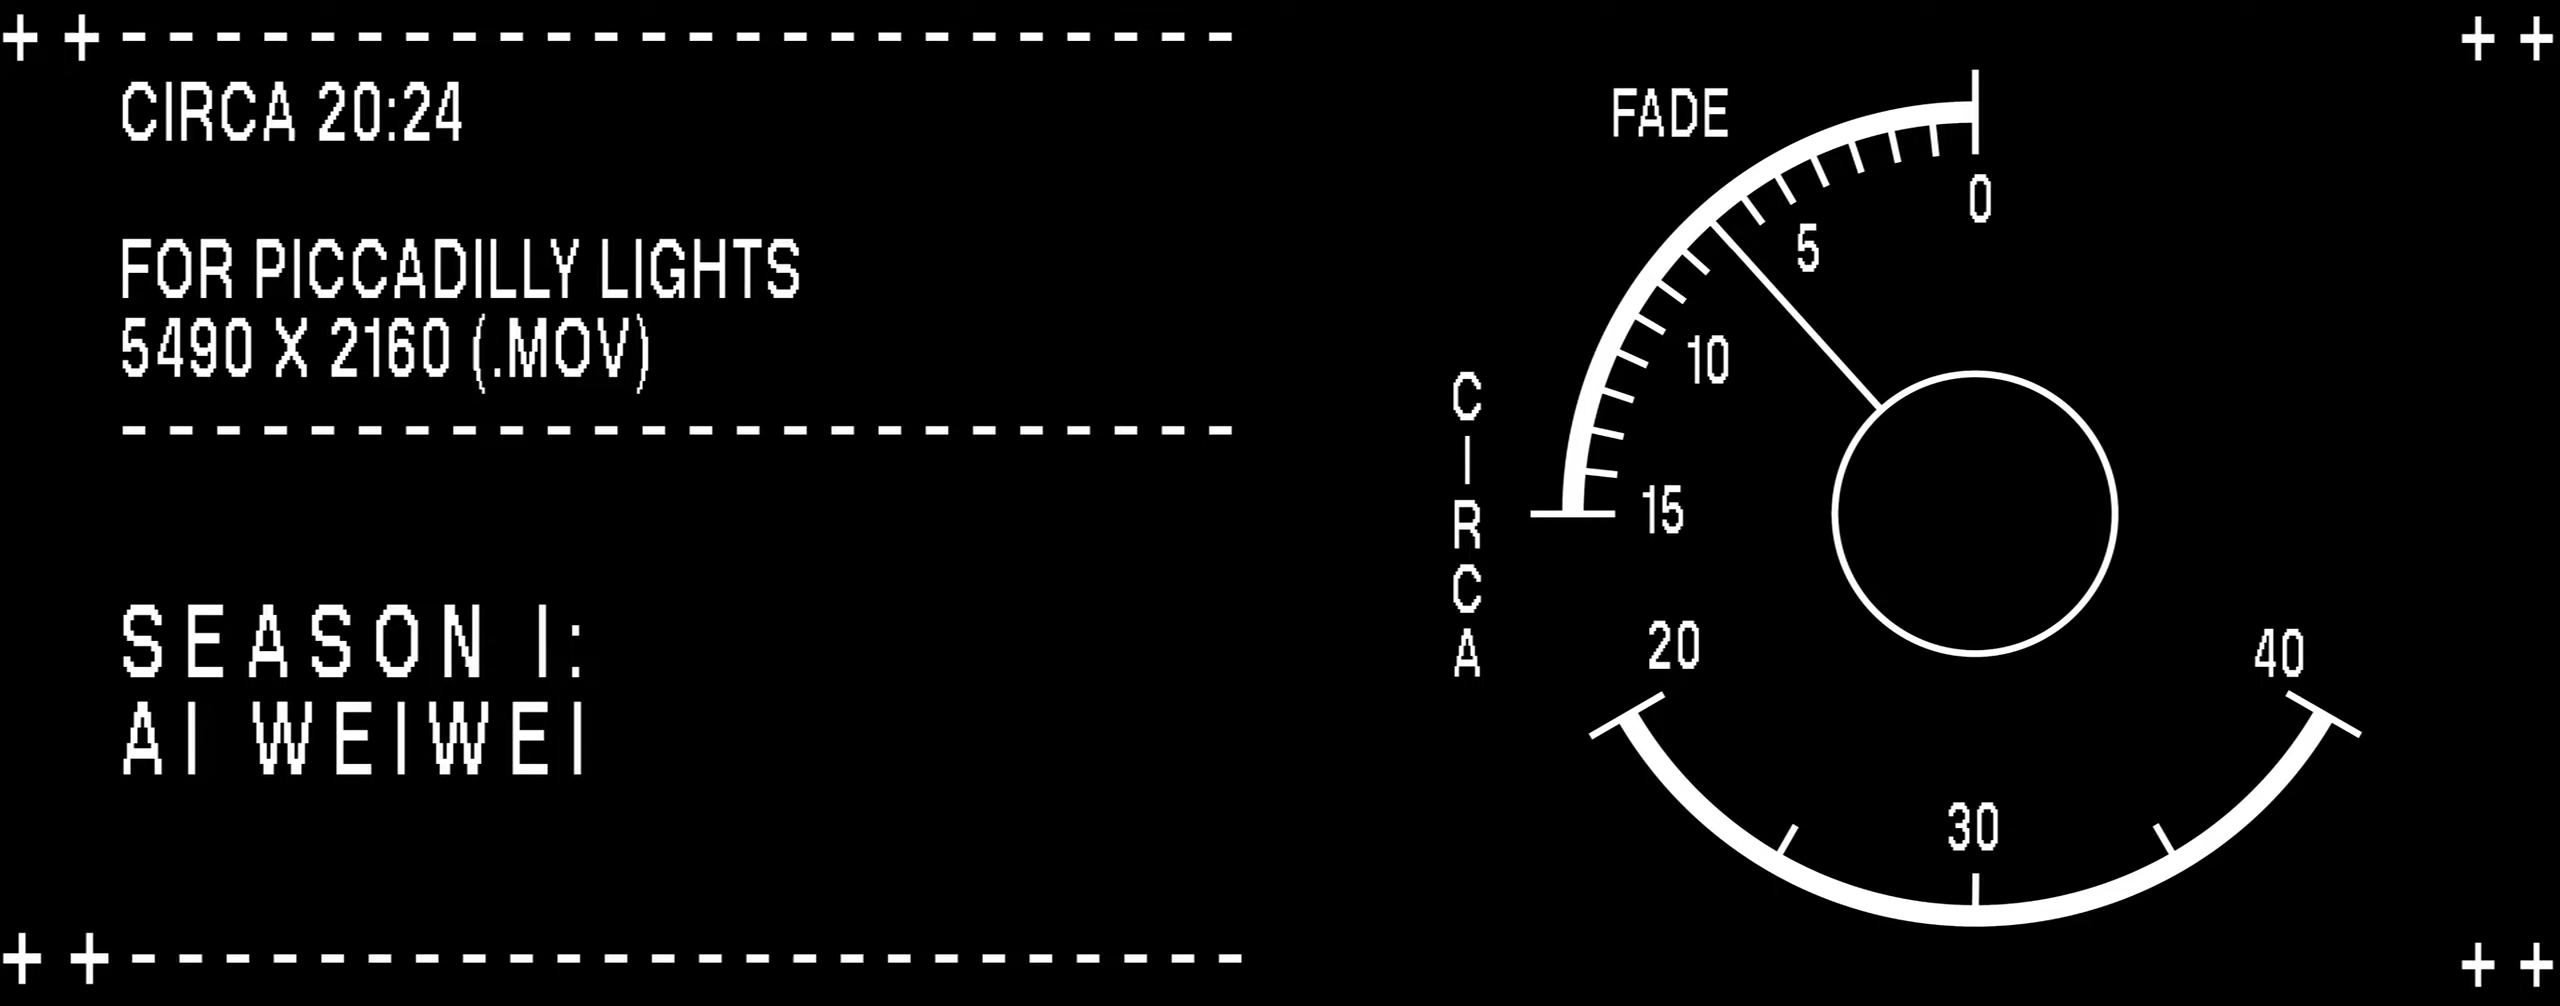 ++------------------------ ++
CIRCA 20:24
FOR PICCADILLY LIGHTS
5490 X 2160 (.MOV)
------------------------
SEASON I:
AI WEIWEI
++------------------------ ++
FADE
0
5
10
15
CIRCA
20
30
40